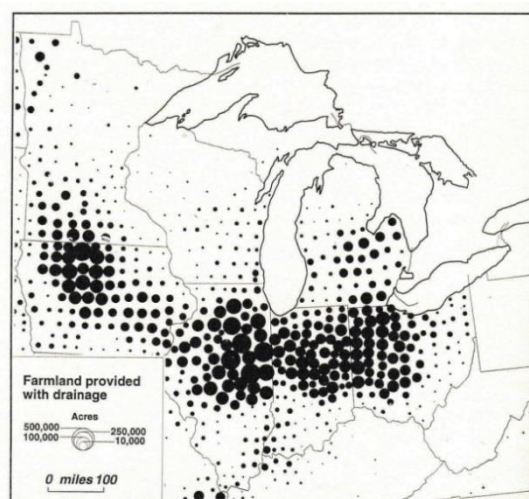 Farmland provided
with drainage
Acres
500,000
250,000
100,000
10,000
0 miles 100